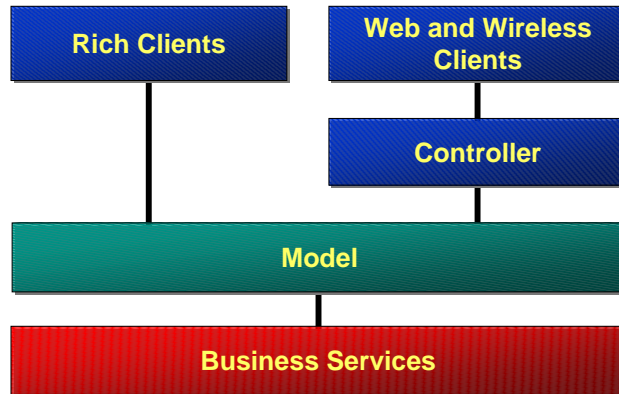 Rich Clients
Web and Wireless
Clients
Controller
Model
Business Services